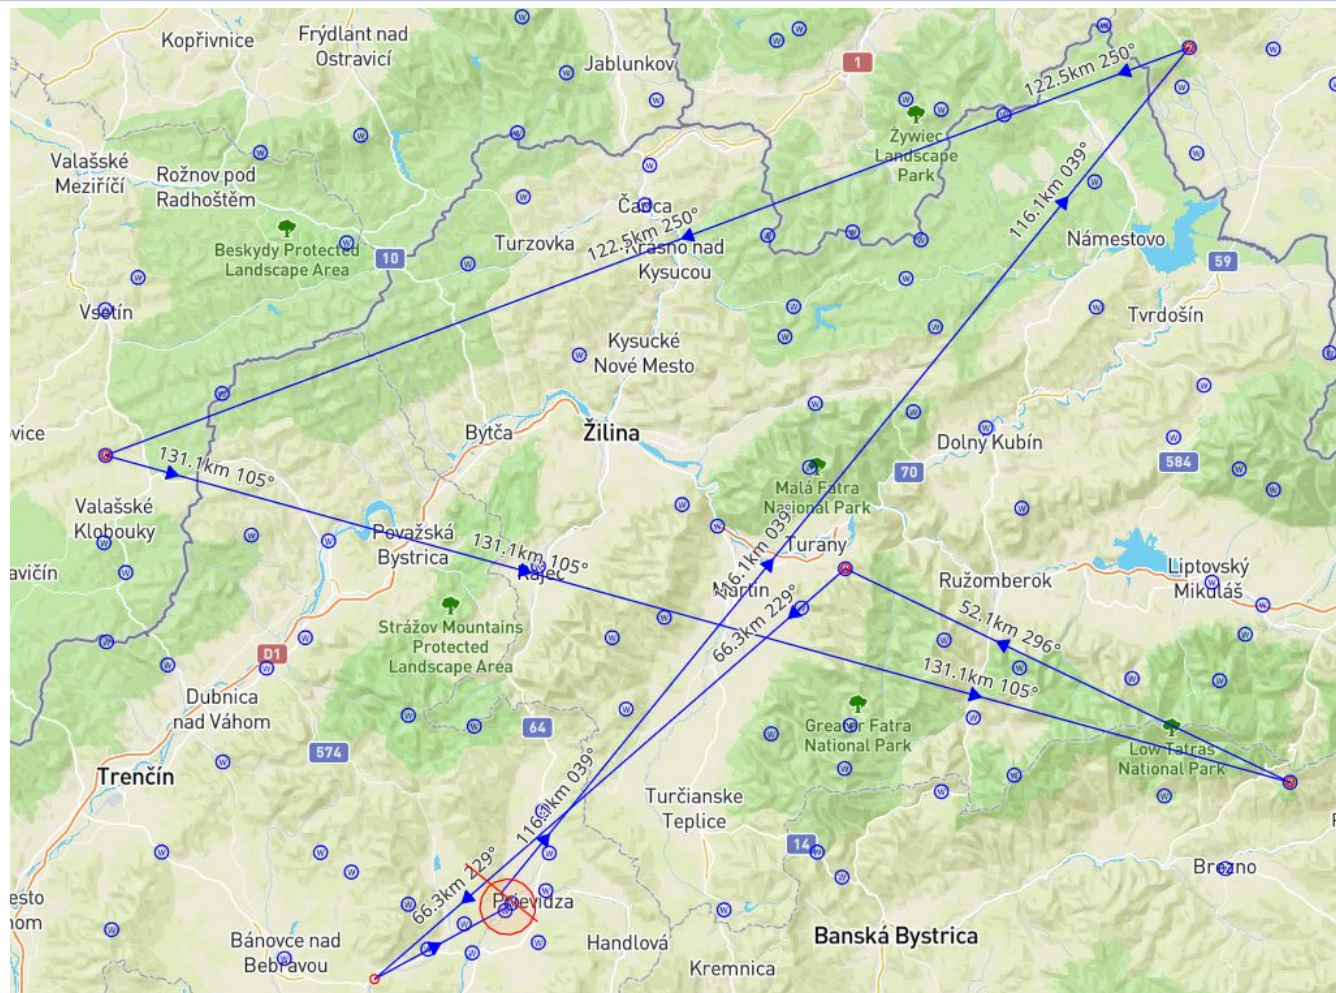 Kopřivnice
Frýdlant nad
Ostravicí
Jablunkov
1
122.5km 250°
Valašské
Meziříčí
Rožnov pod
Radhoštěm
Żywiec
Landscape
Park
116.1km 039°
Čadca
Turzovka
Beskydy Protected
Landscape Area
10
122.5km 250°
Krásno nad
Kysucou
Námestovo
59
Vsetín
Tvrdošín
Kysucké
Nové Mesto
ovice
Bytča
Žilina
Dolny Kubín
131.1km 105°
70
584
Malá Fatra
National Park
Valašské
Klobouky
Považská
Bystrica
131.1km 105°
Rajec
116.1km 039°
Turany
avičín
Martin
Ružomberok
Liptovský
Mikuláš
Strážov Mountains
Protected
Landscape Area
D1
66.3km 229°
52.1km 296°
131.1km 105°
Dubnica
nad Váhom
64
574
Greater Fatra
National Park
Low Tatras
National Park
Trenčín
116.1km 039°
Turčianske
Teplice
14
Brezno
66.3km 229°
Prievidza
esto
hom
Bánovce nad
Bebravou
Handlová
Banská Bystrica
Kremnica